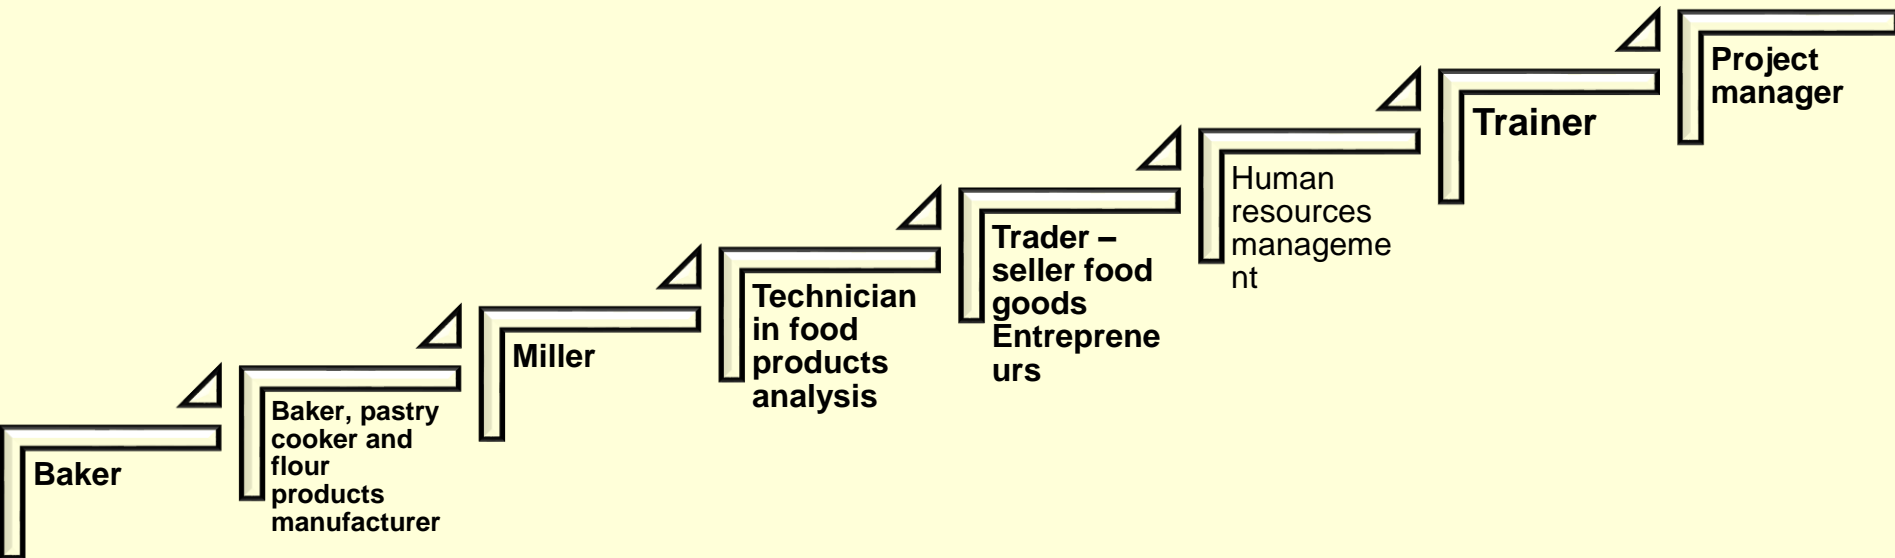 Baker
Baker, pastry
cooker and
flour
products
manufacturer
Miller
Technician
in food
products
analysis
Trader –
seller food
goods
Entreprene
urs
Human
resources
manageme
nt
Trainer
Project
manager